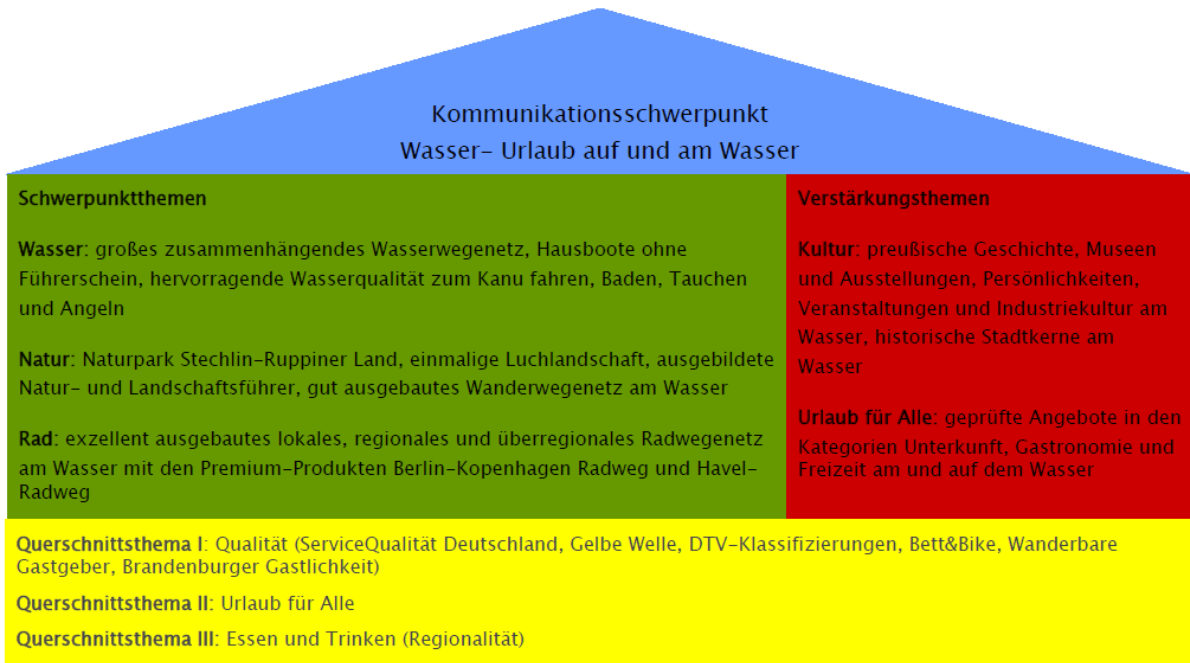 Kommunikationsschwerpunkt
Wasser- Urlaub auf und am Wasser
Schwerpunktthemen
Wasser: großes zusammenhängendes Wasserwegenetz, Hausboote ohne
Führerschein, hervorragende Wasserqualität zum Kanu fahren, Baden, Tauchen
und Angeln
Natur: Naturpark Stechlin-Ruppiner Land, einmalige Luchlandschaft, ausgebildete
Natur- und Landschaftsführer, gut ausgebautes Wanderwegenetz am Wasser
Rad: exzellent ausgebautes lokales, regionales und überregionales Radwegenetz
am Wasser mit den Premium-Produkten Berlin-Kopenhagen Radweg und Havel-
Radweg
Verstärkungsthemen
Kultur: preußische Geschichte, Museen
und Ausstellungen, Persönlichkeiten,
Veranstaltungen und Industriekultur am
Wasser, historische Stadtkerne am
Wasser
Urlaub für Alle: geprüfte Angebote in den
Kategorien Unterkunft, Gastronomie und
Freizeit am und auf dem Wasser
Querschnittsthema I: Qualität (ServiceQualität Deutschland, Gelbe Welle, DTV-Klassifizierungen, Bett&Bike, Wanderbare
Gastgeber, Brandenburger Gastlichkeit)
Querschnittsthema II: Urlaub für Alle
Querschnittsthema III: Essen und Trinken (Regionalität)